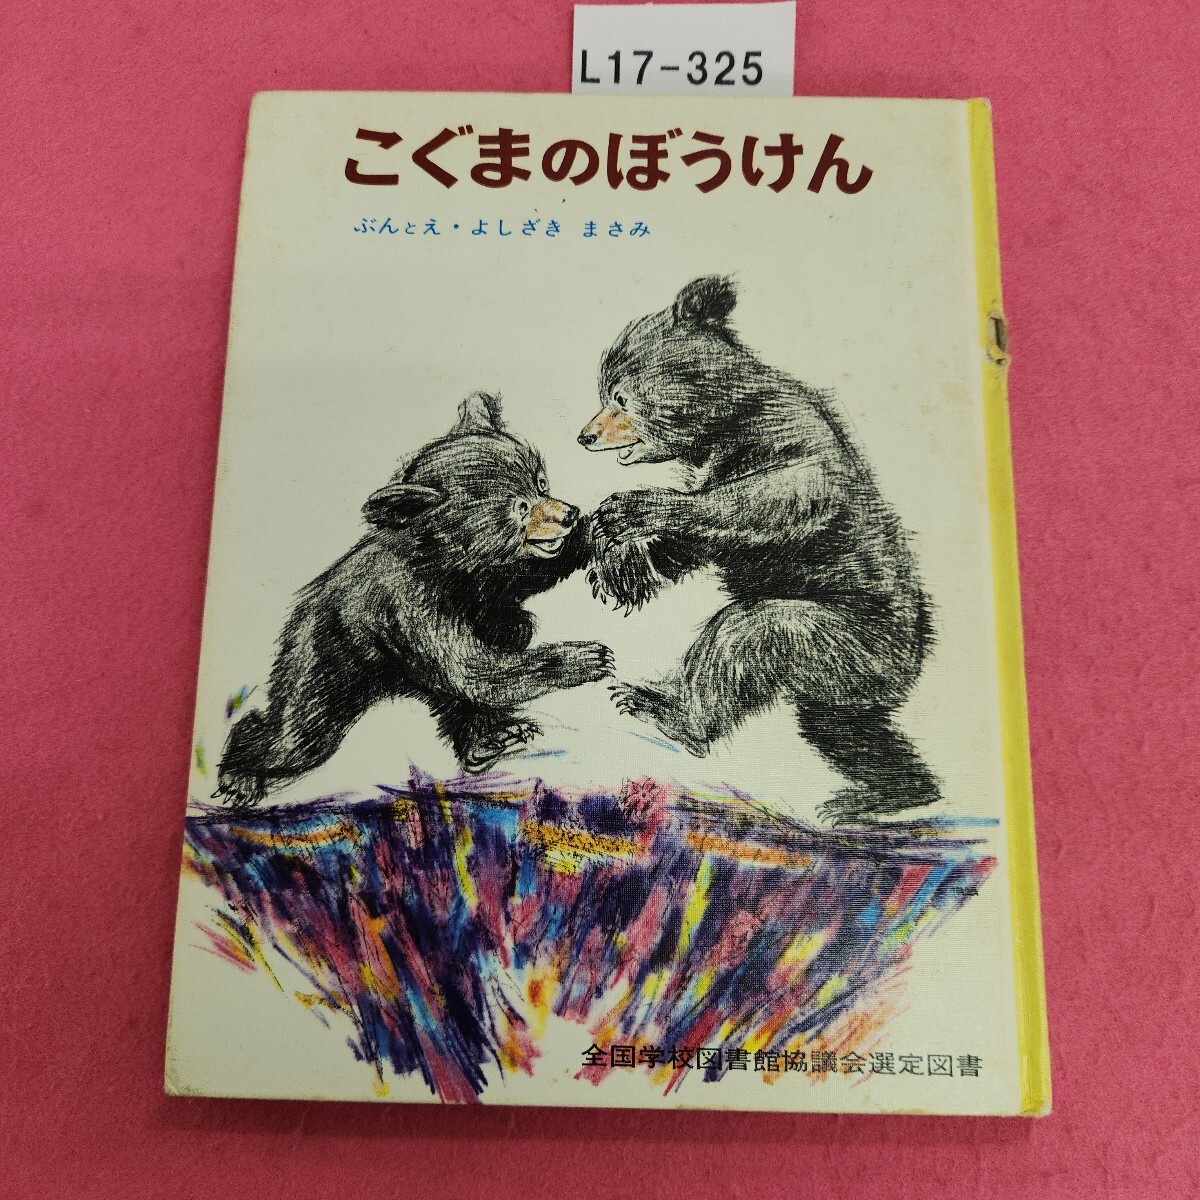 L17-325
こぐまのぼうけん
ぶんとえ・よしざき まさみ
全国学校図書館協議会選定図書